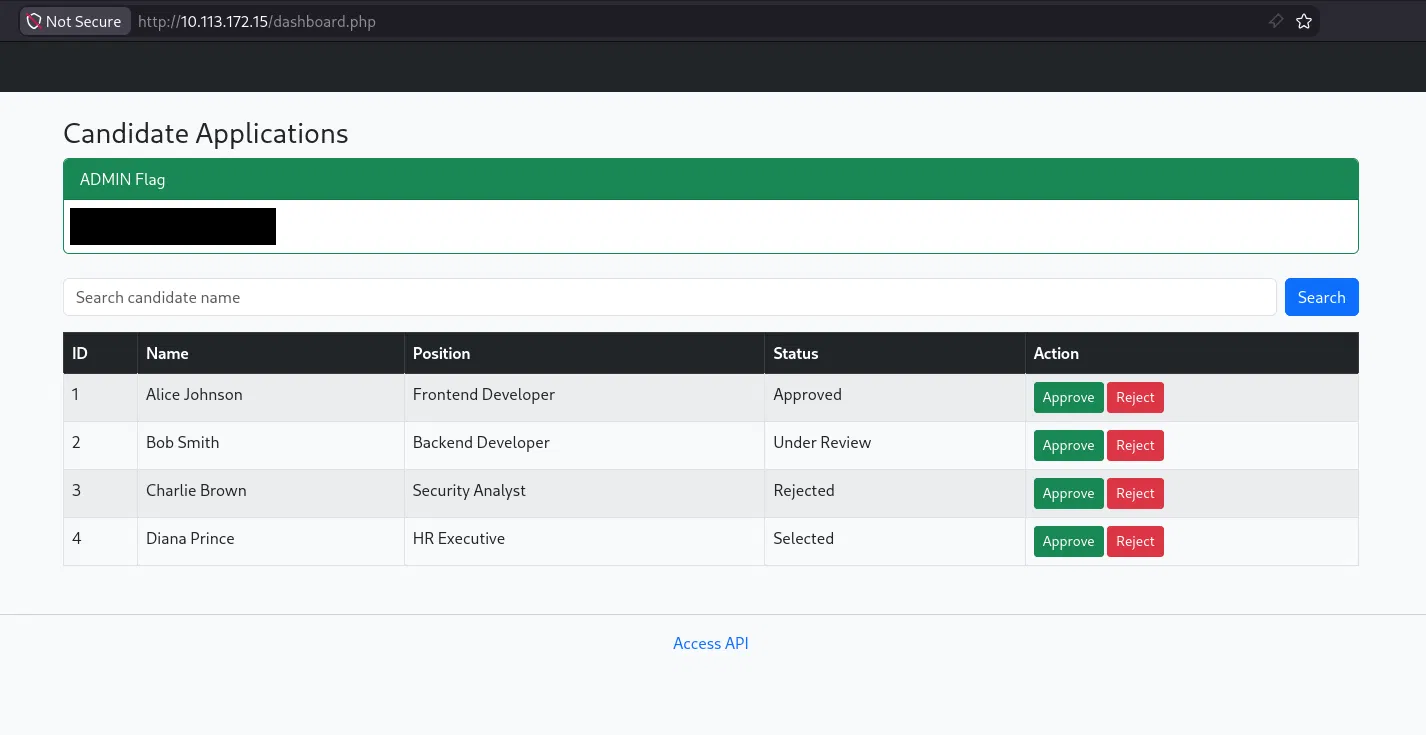 Not Secure http://10.113.172.15/dashboard.php
Candidate Applications
ADMIN Flag
Search candidate name Search
ID Name Position Status Action
1 Alice Johnson Frontend Developer Approved Approve Reject
2 Bob Smith Backend Developer Under Review Approve Reject
3 Charlie Brown Security Analyst Rejected Approve Reject
4 Diana Prince HR Executive Selected Approve Reject
Access API